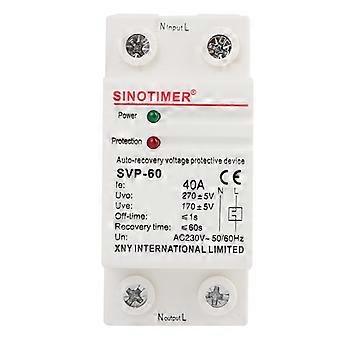 N input L
SINOTIMER®
Power
Protection
Auto-recovery voltage protective device
SVP-60
Ie: 40A
Uvo: 270±5V
Uve: 170±5V
Off-time: ≤1s
Recovery time: ≤60s
Un: AC230V~50/60Hz
N L
XNY INTERNATIONAL LIMITED
N output L